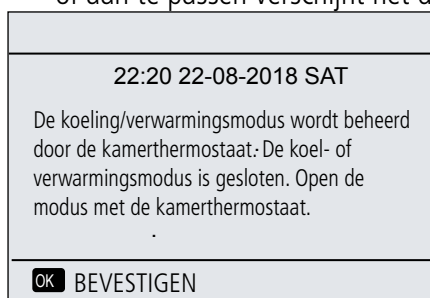 22:20 22-08-2018 SAT
De koeling/verwarmingsmodus wordt beheerd
door de kamerthermostaat. De koel- of
verwarmingsmodus is gesloten. Open de
modus met de kamerthermostaat.
.
OK BEVESTIGEN